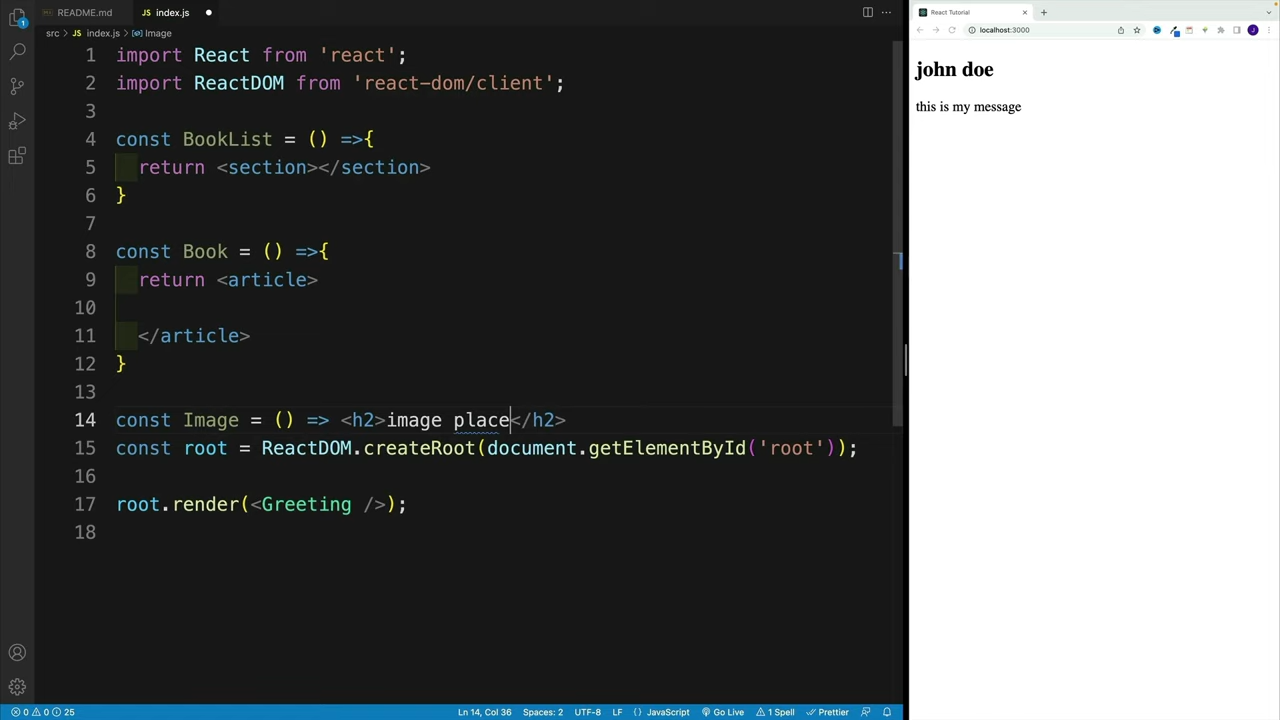 README.md
index.js
src > index.js > Image
1 import React from 'react';
2 import ReactDOM from 'react-dom/client';
3
4 const BookList = () =>{
5 return <section></section>
6 }
7
8 const Book = () =>{
9 return <article>
10
11 </article>
12 }
13
14 const Image = () => <h2>image place</h2>
15 const root = ReactDOM.createRoot(document.getElementById('root'));
16
17 root.render(<Greeting />);
18
0 0 25
Ln 14, Col 36
Spaces: 2
UTF-8
LF
{ } JavaScript
Go Live
1 Spell
Prettier
React Tutorial
localhost:3000
john doe
this is my message